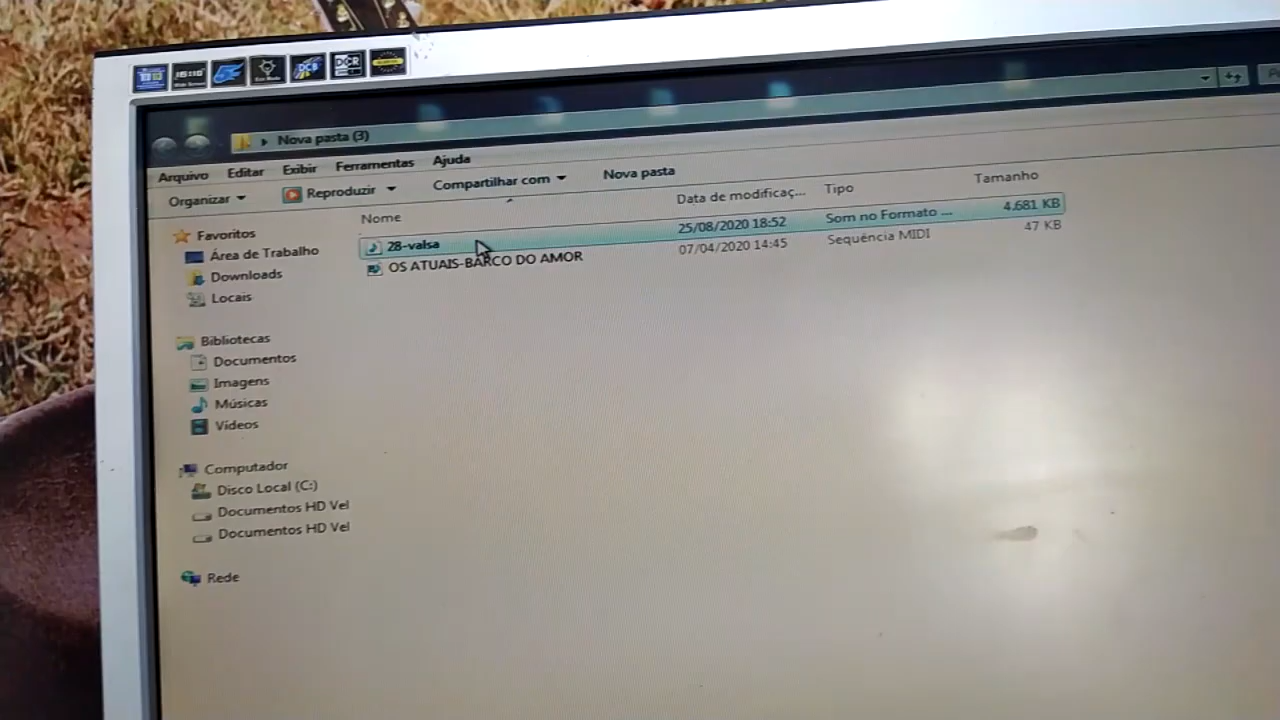 16:10
DCR
Nova pasta (3)
Arquivo Editar Exibir Ferramentas Ajuda
Organizar Reproduzir Compartilhar com Nova pasta
Nome Data de modificaç... Tipo Tamanho
28-valsa 25/08/2020 18:52 Som no Formato ... 4.681 KB
OS ATUAIS-BARCO DO AMOR 07/04/2020 14:45 Sequência MIDI 47 KB
Favoritos
Área de Trabalho
Downloads
Locais
Bibliotecas
Documentos
Imagens
Músicas
Vídeos
Computador
Disco Local (C:)
Documentos HD Vel
Documentos HD Vel
Rede